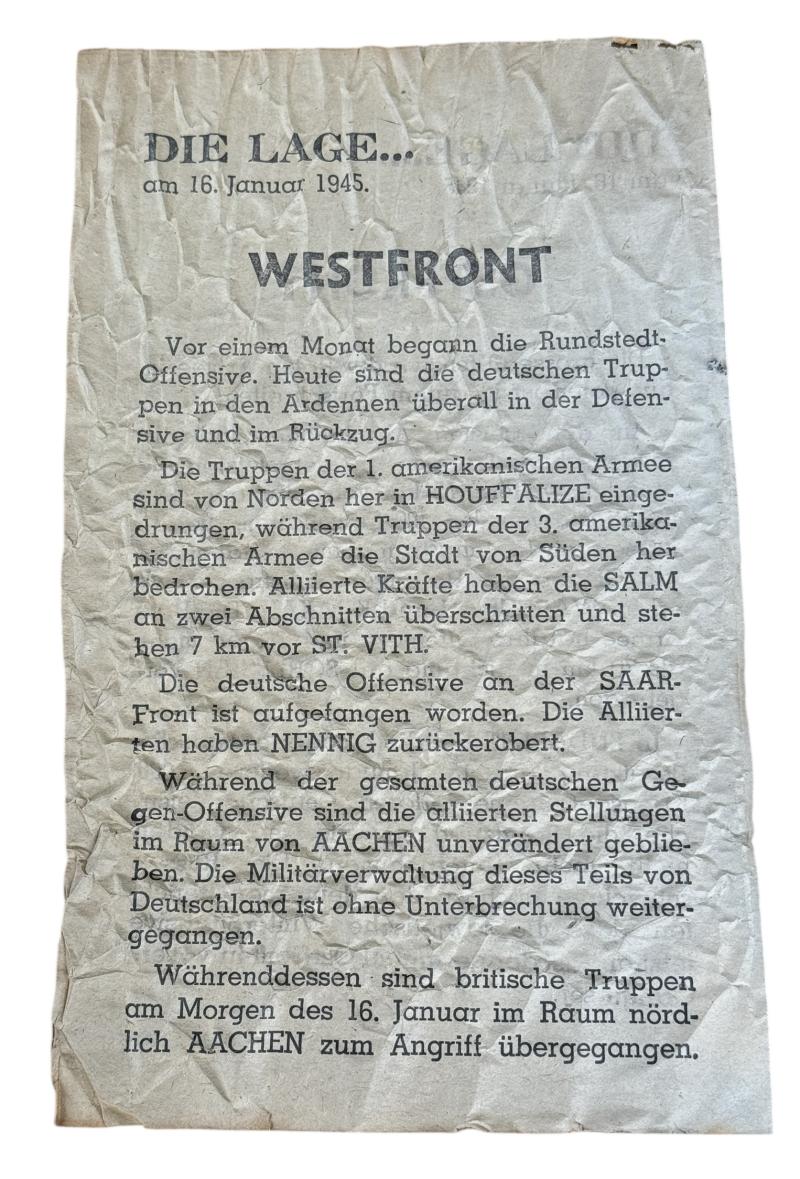 DIE LAGE...
am 16. Januar 1945.
WESTFRONT
Vor einem Monat begann die Rundstedt-
Offensive. Heute sind die deutschen Trup-
pen in den Ardennen überall in der Defen-
sive und im Rückzug.
Die Truppen der 1. amerikanischen Armee
sind von Norden her in HOUFFALIZE einge-
drungen, während Truppen der 3. amerika-
nischen Armee die Stadt von Süden her
bedrohen. Alliierte Kräfte haben die SALM
an zwei Abschnitten überschritten und ste-
hen 7 km vor ST. VITH.
Die deutsche Offensive an der SAAR-
Front ist aufgefangen worden. Die Alliier-
ten haben NENNIG zurückerobert.
Während der gesamten deutschen Ge-
gen-Offensive sind die alliierten Stellungen
im Raum von AACHEN unverändert geblie-
ben. Die Militärverwaltung dieses Teils von
Deutschland ist ohne Unterbrechung weiter-
gegangen.
Währenddessen sind britische Truppen
am Morgen des 16. Januar im Raum nörd-
lich AACHEN zum Angriff übergegangen.